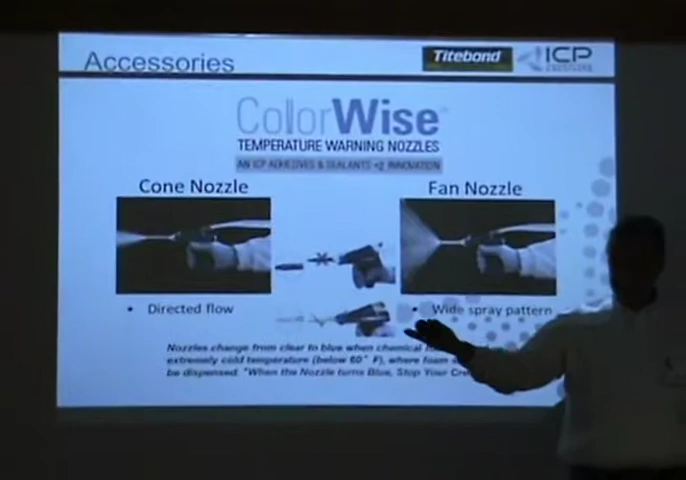 Accessories
Titebond
ICP
ColorWise
TEMPERATURE WARNING NOZZLES
AN ICP ADHESIVES & SEALANTS INNOVATION
Cone Nozzle
Fan Nozzle
• Directed flow
• Wide spray pattern
Nozzles change from clear to blue when chemical
extremely cold temperature (below 60° F), where foam
be dispensed. "When the Nozzle turns Blue, Stop Your